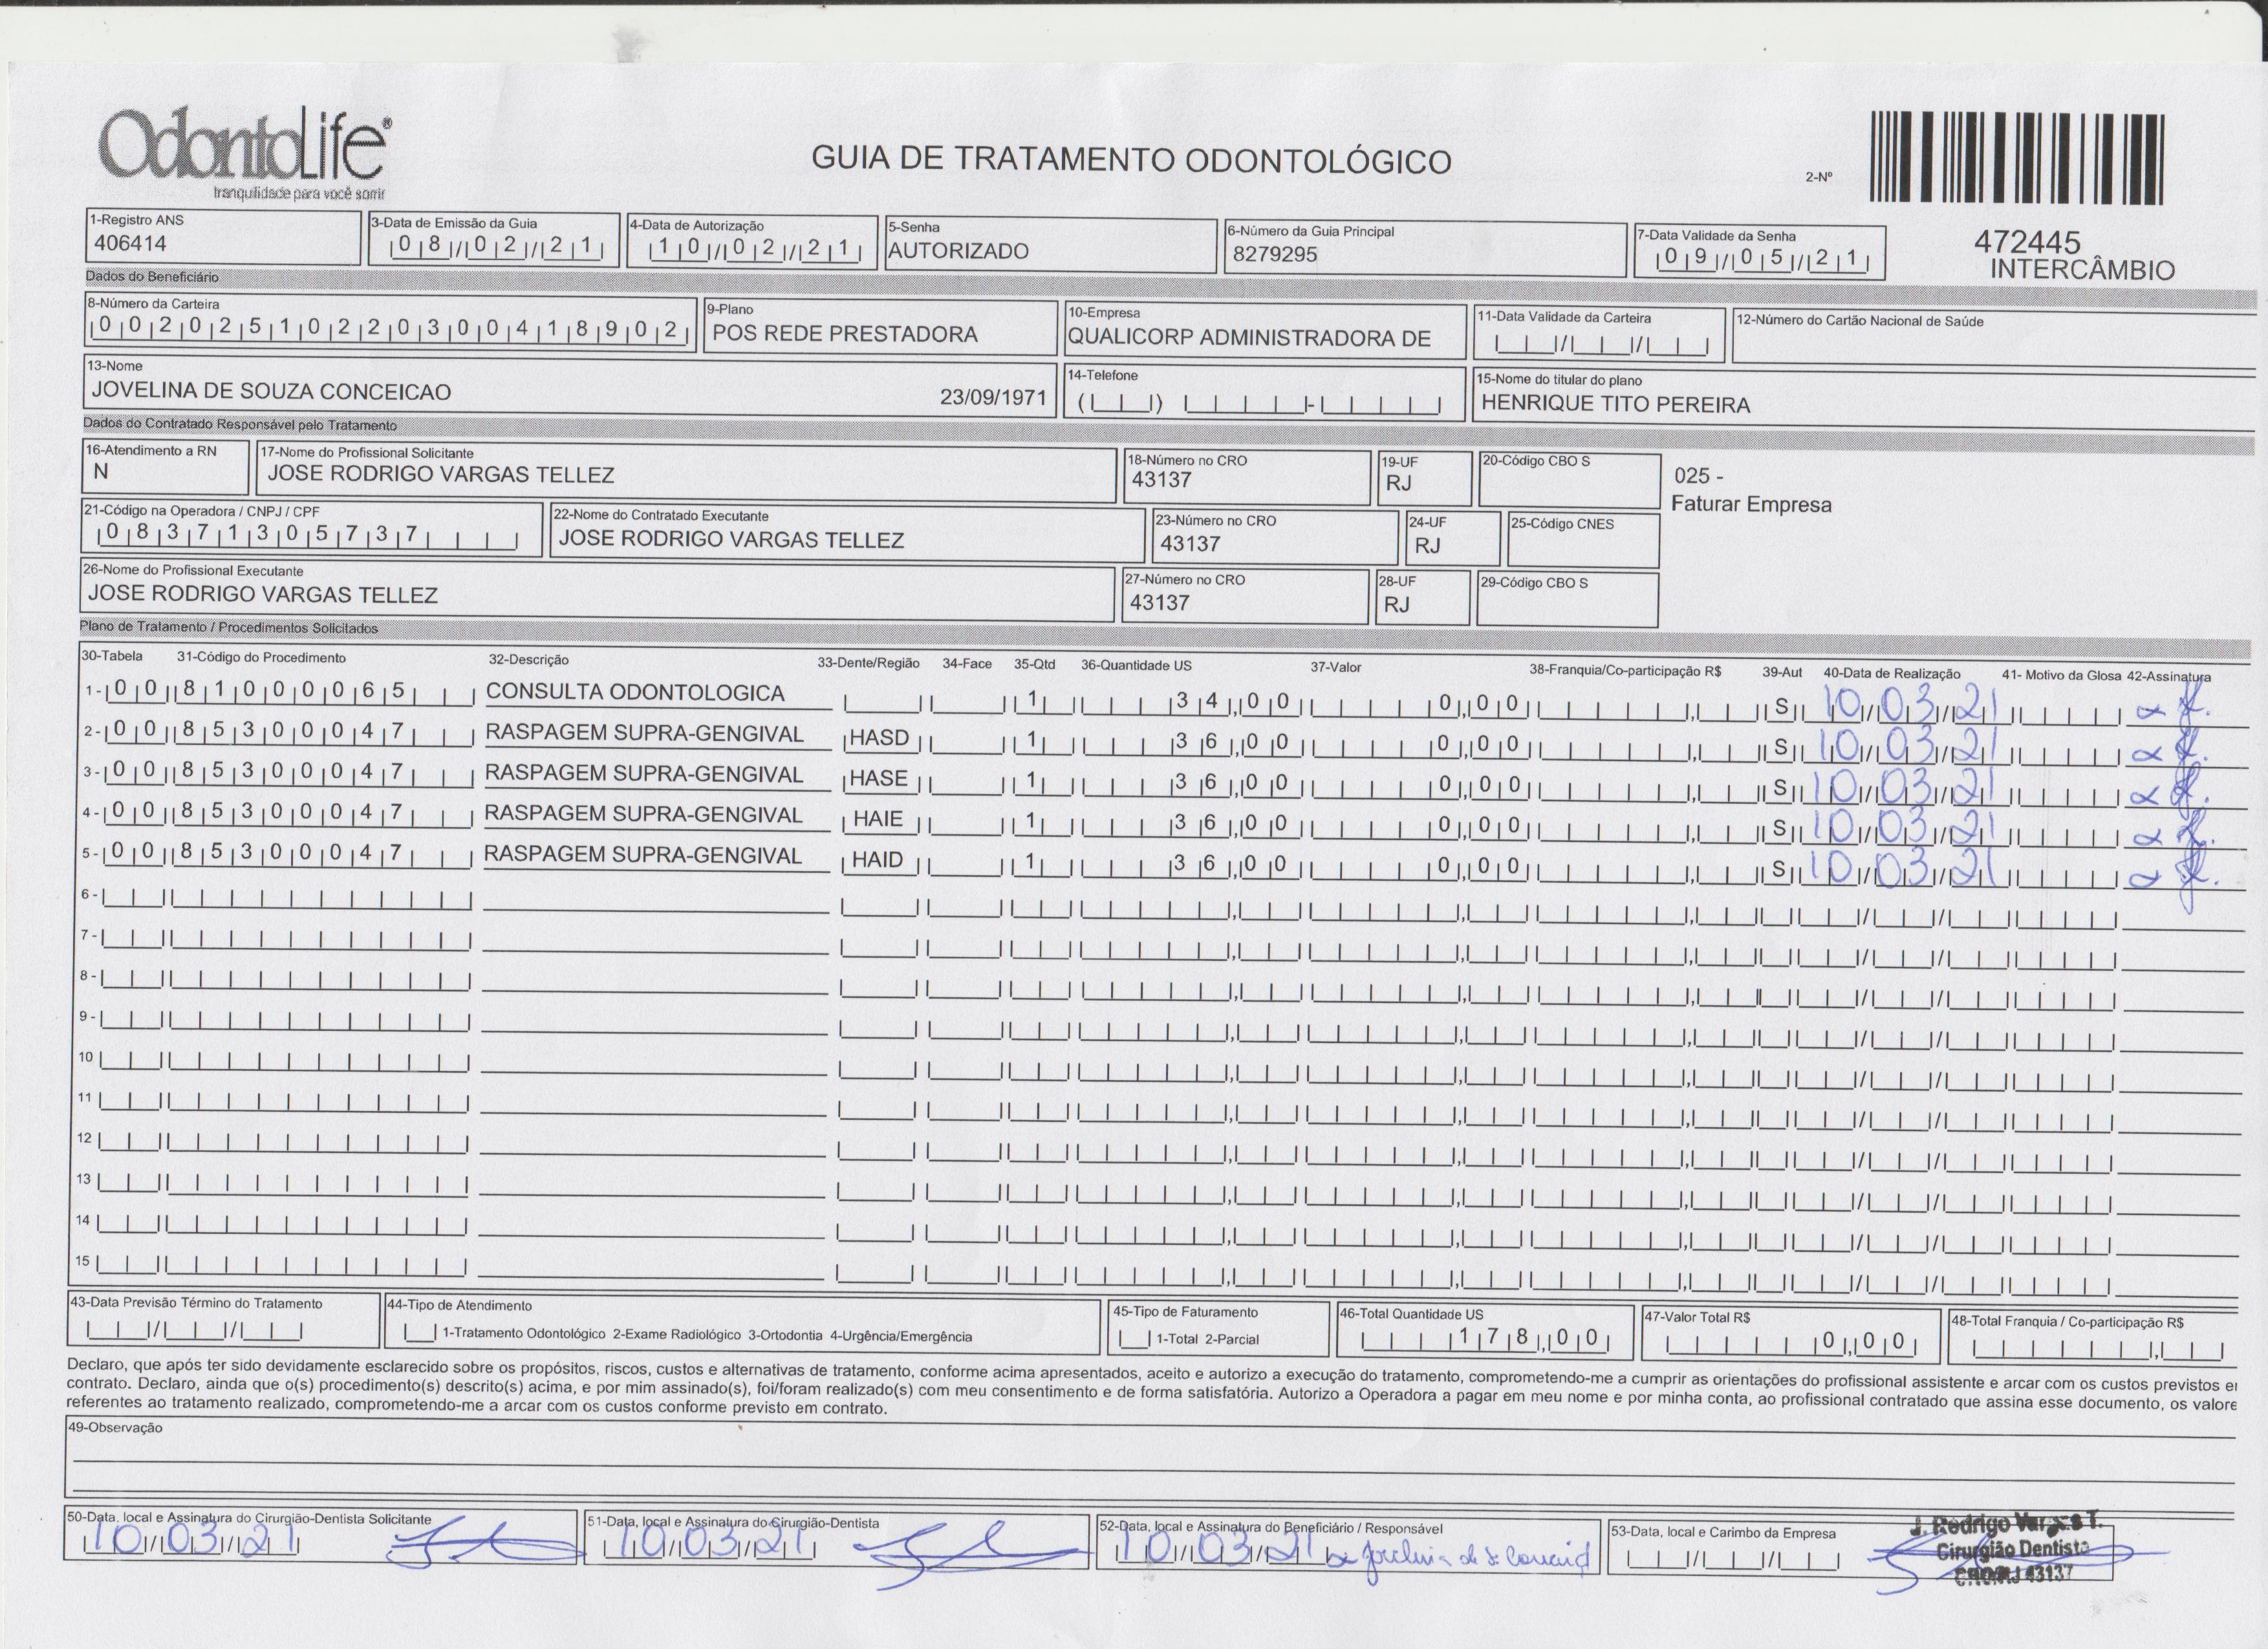 OdontoLife®
tranquilidade para você sorrir
GUIA DE TRATAMENTO ODONTOLÓGICO
2-Nº
472445
INTERCÂMBIO
1-Registro ANS
406414
3-Data de Emissão da Guia
08/02/21
4-Data de Autorização
10/02/21
5-Senha
AUTORIZADO
6-Número da Guia Principal
8279295
7-Data Validade da Senha
09/05/21
Dados do Beneficiário
8-Número da Carteira
00202510220300418902
9-Plano
POS REDE PRESTADORA
10-Empresa
QUALICORP ADMINISTRADORA DE
11-Data Validade da Carteira
12-Número do Cartão Nacional de Saúde
13-Nome
JOVELINA DE SOUZA CONCEICAO 23/09/1971
14-Telefone
15-Nome do titular do plano
HENRIQUE TITO PEREIRA
Dados do Contratado Responsável pelo Tratamento
16-Atendimento a RN
N
17-Nome do Profissional Solicitante
JOSE RODRIGO VARGAS TELLEZ
18-Número no CRO
43137
19-UF
RJ
20-Código CBO S
025 -
Faturar Empresa
21-Código na Operadora / CNPJ / CPF
08371305737
22-Nome do Contratado Executante
JOSE RODRIGO VARGAS TELLEZ
23-Número no CRO
43137
24-UF
RJ
25-Código CNES
26-Nome do Profissional Executante
JOSE RODRIGO VARGAS TELLEZ
27-Número no CRO
43137
28-UF
RJ
29-Código CBO S
Plano de Tratamento / Procedimentos Solicitados
30-Tabela 31-Código do Procedimento 32-Descrição 33-Dente/Região 34-Face 35-Qtd 36-Quantidade US 37-Valor 38-Franquia/Co-participação R$ 39-Aut 40-Data de Realização 41- Motivo da Glosa 42-Assinatura
1- 00 81000065 CONSULTA ODONTOLOGICA 1 34,00 0,00 S 10/03/21
2- 00 85300047 RASPAGEM SUPRA-GENGIVAL HASD 1 36,00 0,00 S 10/03/21
3- 00 85300047 RASPAGEM SUPRA-GENGIVAL HASE 1 36,00 0,00 S 10/03/21
4- 00 85300047 RASPAGEM SUPRA-GENGIVAL HAIE 1 36,00 0,00 S 10/03/21
5- 00 85300047 RASPAGEM SUPRA-GENGIVAL HAID 1 36,00 0,00 S 10/03/21
6-
7-
8-
9-
10
11
12
13
14
15
43-Data Previsão Término do Tratamento
44-Tipo de Atendimento
1-Tratamento Odontológico 2-Exame Radiológico 3-Ortodontia 4-Urgência/Emergência
45-Tipo de Faturamento
1-Total 2-Parcial
46-Total Quantidade US
178,00
47-Valor Total R$
0,00
48-Total Franquia / Co-participação R$
Declaro, que após ter sido devidamente esclarecido sobre os propósitos, riscos, custos e alternativas de tratamento, conforme acima apresentados, aceito e autorizo a execução do tratamento, comprometendo-me a cumprir as orientações do profissional assistente e arcar com os custos previstos e
contrato. Declaro, ainda que o(s) procedimento(s) descrito(s) acima, e por mim assinado(s), foi/foram realizado(s) com meu consentimento e de forma satisfatória. Autorizo a Operadora a pagar em meu nome e por minha conta, ao profissional contratado que assina esse documento, os valore
referentes ao tratamento realizado, comprometendo-me a arcar com os custos conforme previsto em contrato.
49-Observação
50-Data, local e Assinatura do Cirurgião-Dentista Solicitante
10/03/21
51-Data, local e Assinatura do Cirurgião-Dentista
10/03/21
52-Data, local e Assinatura do Beneficiário / Responsável
10/03/21
53-Data, local e Carimbo da Empresa
J. Rodrigo Vargas T.
Cirurgião Dentista
CRO-RJ 43137